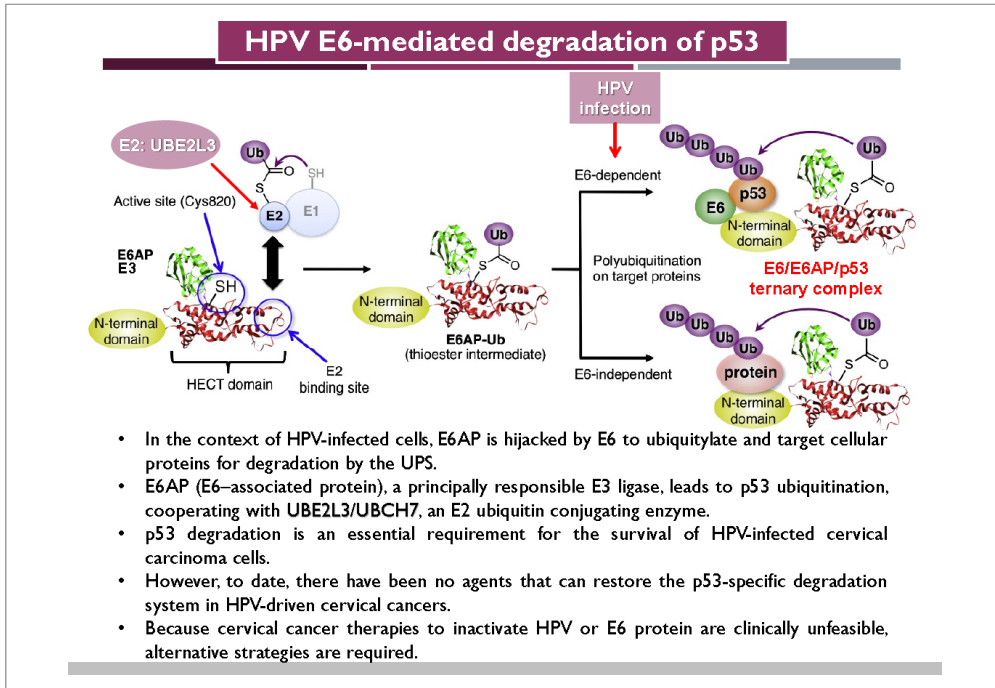 HPV E6-mediated degradation of p53
HPV
infection
E2: UBE2L3
Ub
O
S
SH
E2
E1
Active site (Cys820)
E6AP
E3
SH
N-terminal
domain
HECT domain
E2
binding site
Ub
S
O
N-terminal
domain
E6AP-Ub
(thioester intermediate)
E6-dependent
Polyubiquitination
on target proteins
E6-independent
Ub
Ub
Ub
Ub
Ub
p53
E6
S
O
N-terminal
domain
E6/E6AP/p53
ternary complex
Ub
Ub
Ub
Ub
Ub
protein
S
O
N-terminal
domain
• In the context of HPV-infected cells, E6AP is hijacked by E6 to ubiquitylate and target cellular
proteins for degradation by the UPS.
• E6AP (E6–associated protein), a principally responsible E3 ligase, leads to p53 ubiquitination,
cooperating with UBE2L3/UBCH7, an E2 ubiquitin conjugating enzyme.
• p53 degradation is an essential requirement for the survival of HPV-infected cervical
carcinoma cells.
• However, to date, there have been no agents that can restore the p53-specific degradation
system in HPV-driven cervical cancers.
• Because cervical cancer therapies to inactivate HPV or E6 protein are clinically unfeasible,
alternative strategies are required.